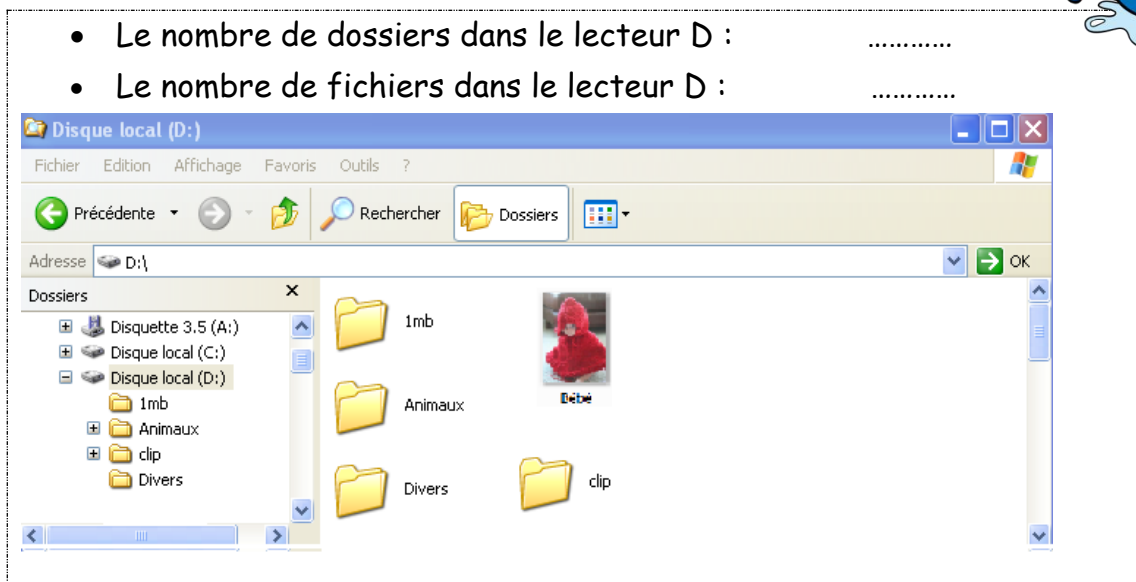 • Le nombre de dossiers dans le lecteur D : …………
• Le nombre de fichiers dans le lecteur D : …………
Disque local (D:)
Fichier Edition Affichage Favoris Outils ?
Précédente Rechercher Dossiers
Adresse D:\ OK
Dossiers
Disquette 3.5 (A:)
Disque local (C:)
Disque local (D:)
1mb
Animaux
clip
Divers
1mb
Bébé
Animaux
Divers
clip